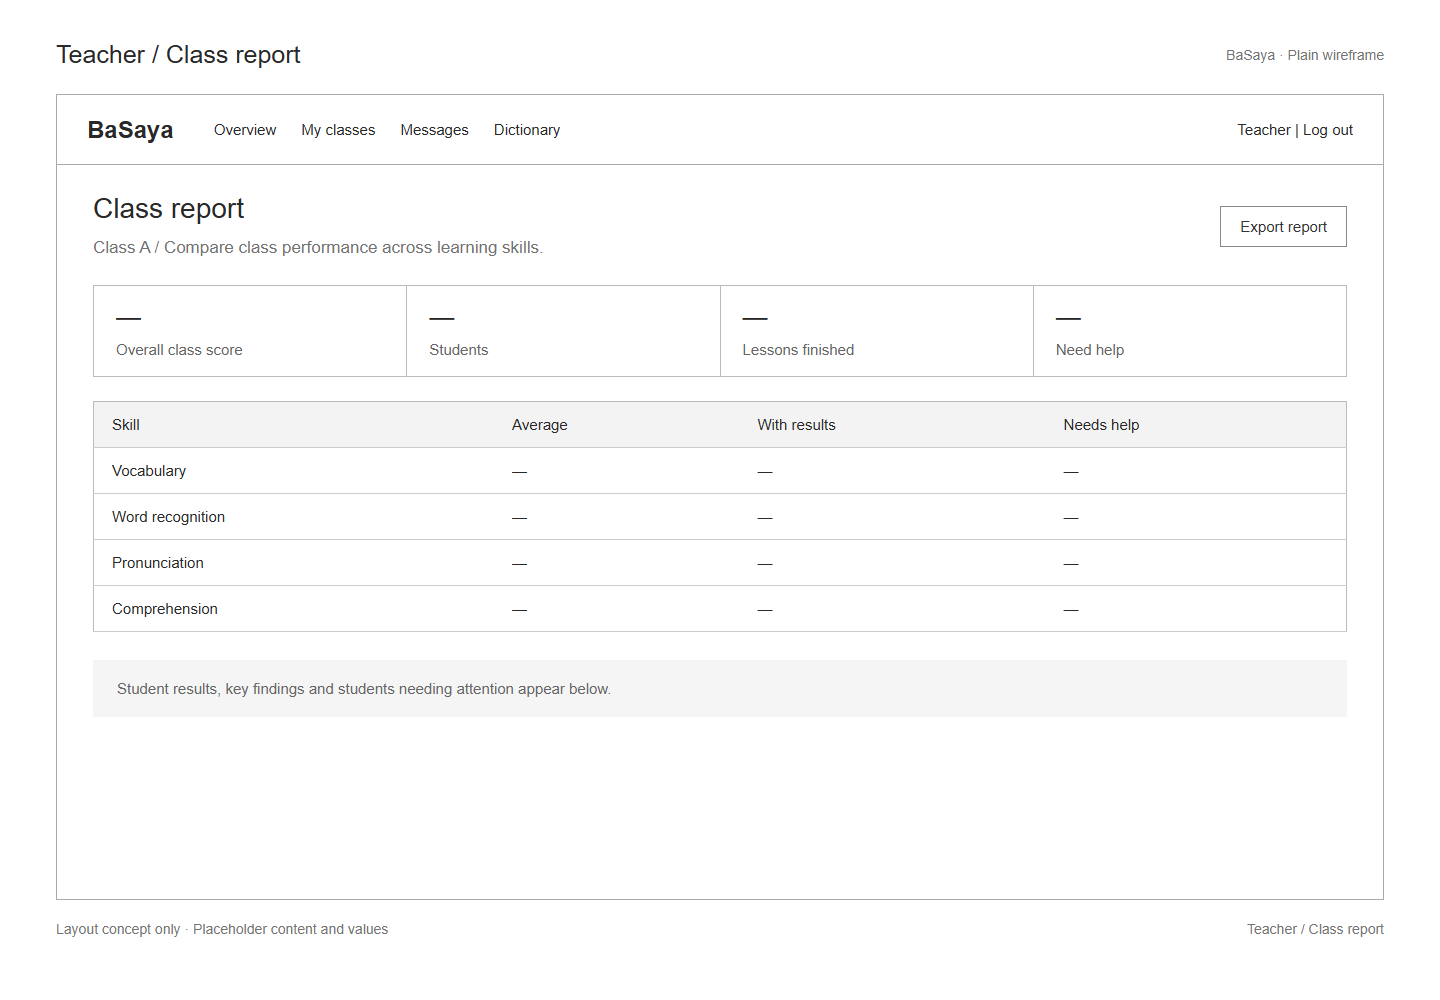 Teacher / Class report
BaSaya · Plain wireframe
BaSaya Overview My classes Messages Dictionary Teacher | Log out
Class report
Class A / Compare class performance across learning skills.
Export report
— — — —
Overall class score Students Lessons finished Need help
Skill Average With results Needs help
Vocabulary — — —
Word recognition — — —
Pronunciation — — —
Comprehension — — —
Student results, key findings and students needing attention appear below.
Layout concept only · Placeholder content and values
Teacher / Class report